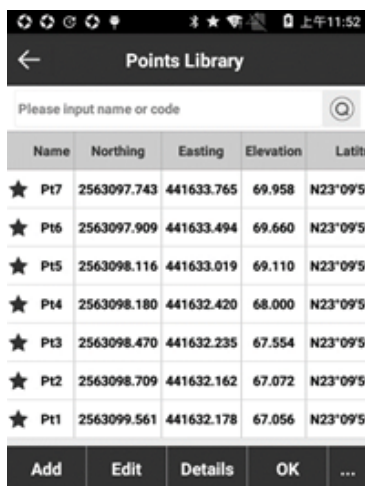 上午11:52
Points Library
Please input name or code
Name Northing Easting Elevation Latit
Pt7 2563097.743 441633.765 69.958 N23°09'5
Pt6 2563097.909 441633.494 69.660 N23°09'5
Pt5 2563098.116 441633.019 69.110 N23°09'5
Pt4 2563098.180 441632.420 68.000 N23°09'5
Pt3 2563098.470 441632.235 67.554 N23°09'5
Pt2 2563098.709 441632.162 67.072 N23°09'5
Pt1 2563099.561 441632.178 67.056 N23°09'5
Add Edit Details OK ...